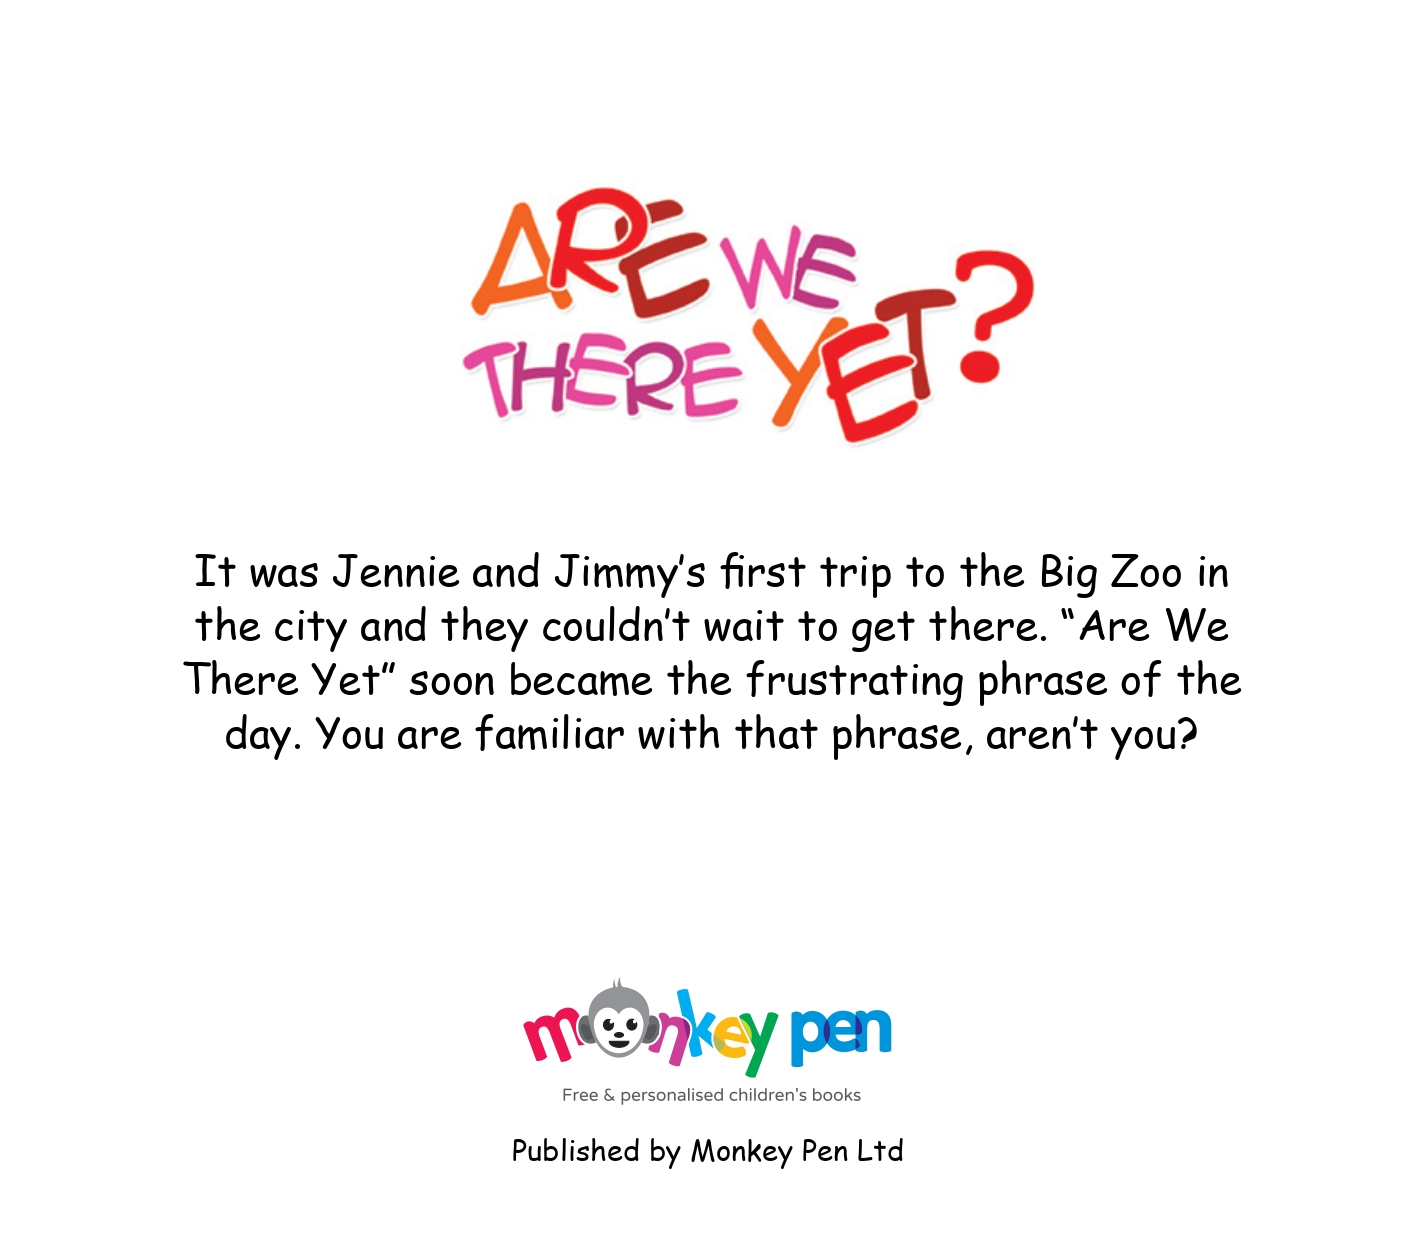 ARE WE
THERE YET?
It was Jennie and Jimmy’s first trip to the Big Zoo in
the city and they couldn’t wait to get there. “Are We
There Yet” soon became the frustrating phrase of the
day. You are familiar with that phrase, aren’t you?
monkey pen
Free & personalised children's books
Published by Monkey Pen Ltd